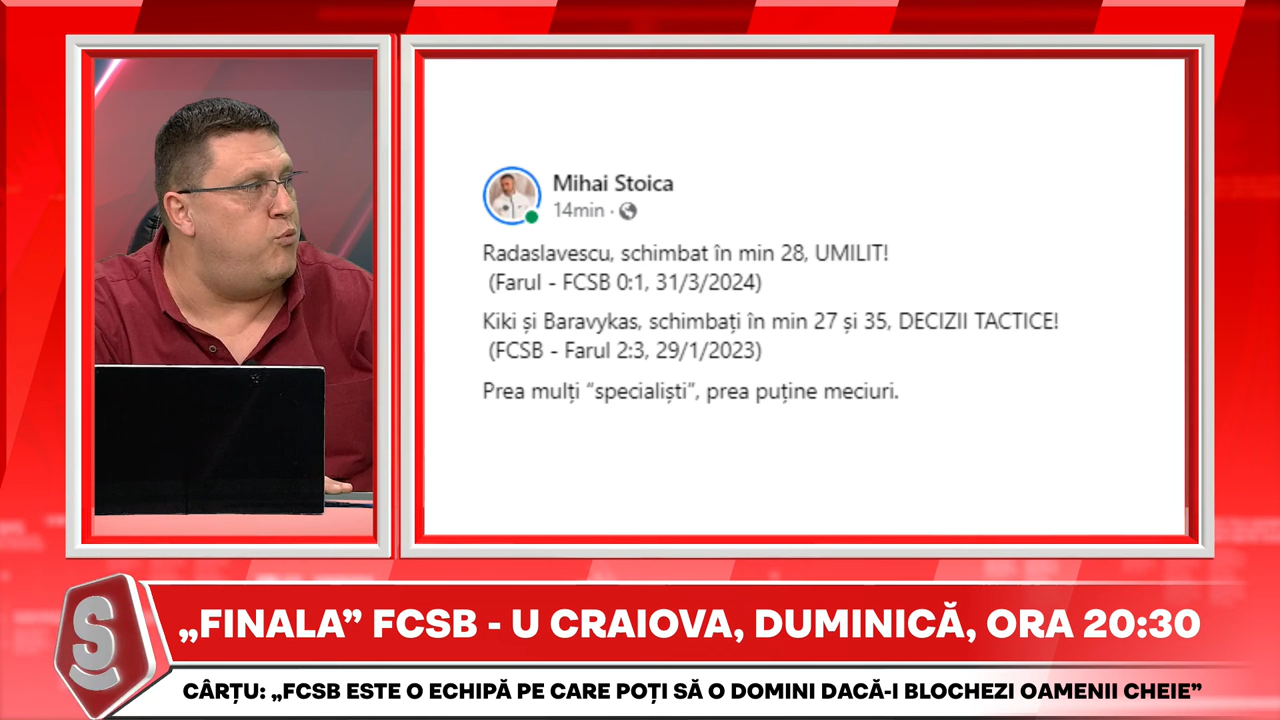 Mihai Stoica
14min ·
Radaslavescu, schimbat în min 28, UMILIT!
(Farul - FCSB 0:1, 31/3/2024)
Kiki și Baravykas, schimbați în min 27 și 35, DECIZII TACTICE!
(FCSB - Farul 2:3, 29/1/2023)
Prea mulți “specialiști”, prea puține meciuri.
S
„FINALA” FCSB - U CRAIOVA, DUMINICĂ, ORA 20:30
CÂRȚU: „FCSB ESTE O ECHIPĂ PE CARE POȚI SĂ O DOMINI DACĂ-I BLOCHEZI OAMENII CHEIE”